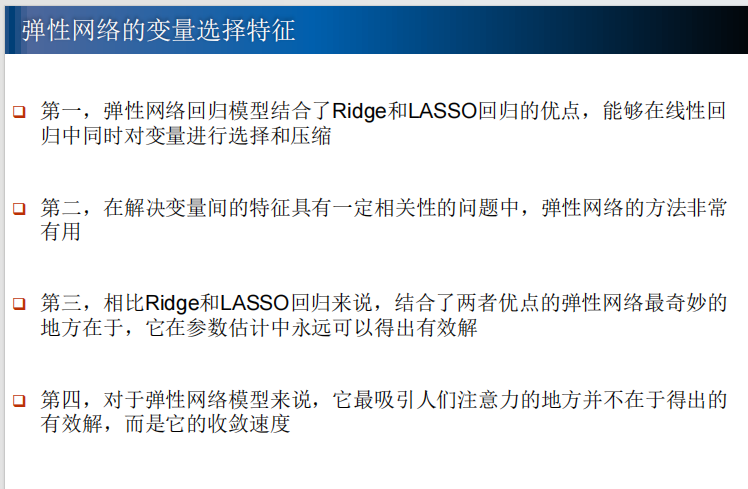 弹性网络的变量选择特征
第一，弹性网络回归模型结合了Ridge和LASSO回归的优点，能够在线性回
归中同时对变量进行选择和压缩
第二，在解决变量间的特征具有一定相关性的问题中，弹性网络的方法非常
有用
第三，相比Ridge和LASSO回归来说，结合了两者优点的弹性网络最奇妙的
地方在于，它在参数估计中永远可以得出有效解
第四，对于弹性网络模型来说，它最吸引人们注意力的地方并不在于得出的
有效解，而是它的收敛速度